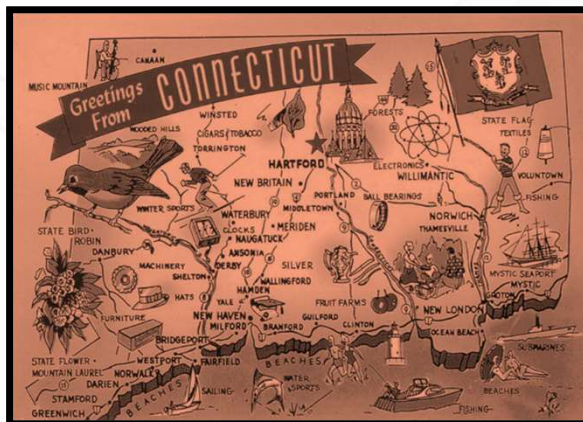 CANAAN
MUSIC MOUNTAIN
Greetings
From
CONNECTICUT
STATE FLAG
WINSTED
FORESTS
TEXTILES
WOODED HILLS
CIGARS & TOBACCO
TORRINGTON
HARTFORD
ELECTRONICS
WILLIMANTIC
VOLUNTOWN
NEW BRITAIN
PORTLAND
BALL BEARINGS
FISHING
WINTER SPORTS
MIDDLETOWN
WATERBURY
NORWICH
CLOCKS
MERIDEN
THAMESVILLE
STATE BIRD
ROBIN
NAUGATUCK
DANBURY
ANSONIA
MACHINERY
DERBY
SILVER
MYSTIC SEAPORT
SHELTON
WALLINGFORD
MYSTIC
HATS
YALE
HAMDEN
GROTON
FRUIT FARMS
NEW LONDON
FURNITURE
NEW HAVEN
GUILFORD
MILFORD
BRANFORD
CLINTON
OCEAN BEACH
BRIDGEPORT
SUBMARINES
STATE FLOWER
MOUNTAIN LAUREL
WESTPORT
FAIRFIELD
BEACHES
NORWALK
DARIEN
BEACHES
SAILING
WATER
SPORTS
BEACHES
STAMFORD
GREENWICH
FISHING